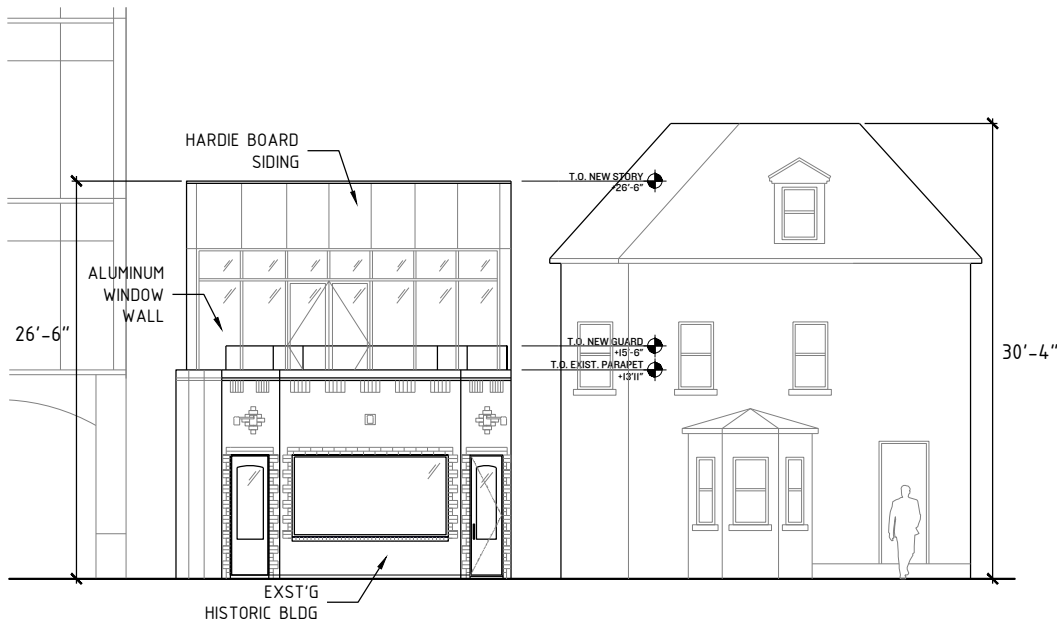 HARDIE BOARD
SIDING
T.O. NEW STORY
+26'-6"
ALUMINUM
WINDOW
WALL
26'-6"
T.O. NEW GUARD
+15'-6"
30'-4"
T.O. EXIST. PARAPET
+13'11"
EXST'G
HISTORIC BLDG